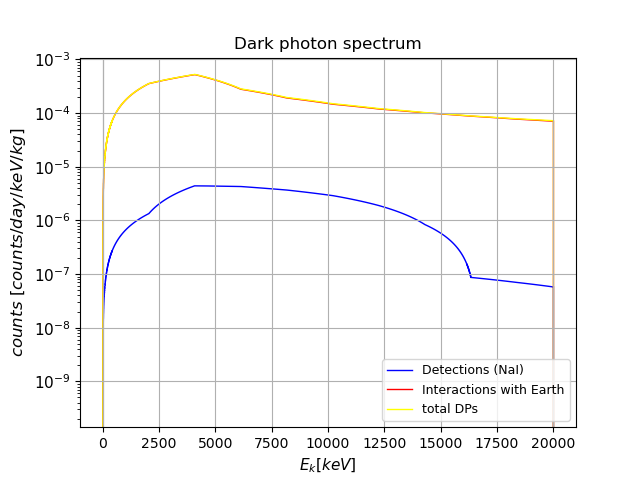 Dark photon spectrum
counts [counts/day/keV/kg]
10⁻³
10⁻⁴
10⁻⁵
10⁻⁶
10⁻⁷
10⁻⁸
10⁻⁹
Detections (NaI)
Interactions with Earth
total DPs
0 2500 5000 7500 10000 12500 15000 17500 20000
Eₖ[keV]